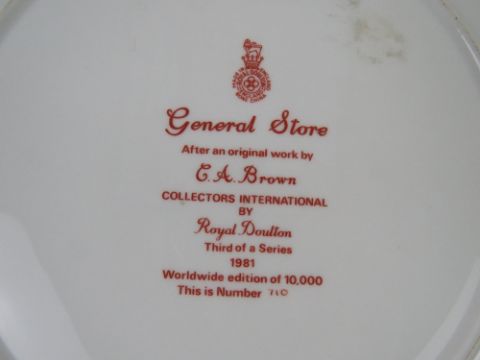 General Store
After an original work by
C. A. Brown
COLLECTORS INTERNATIONAL
BY
Royal Doulton
Third of a Series
1981
Worldwide edition of 10,000
This is Number 710